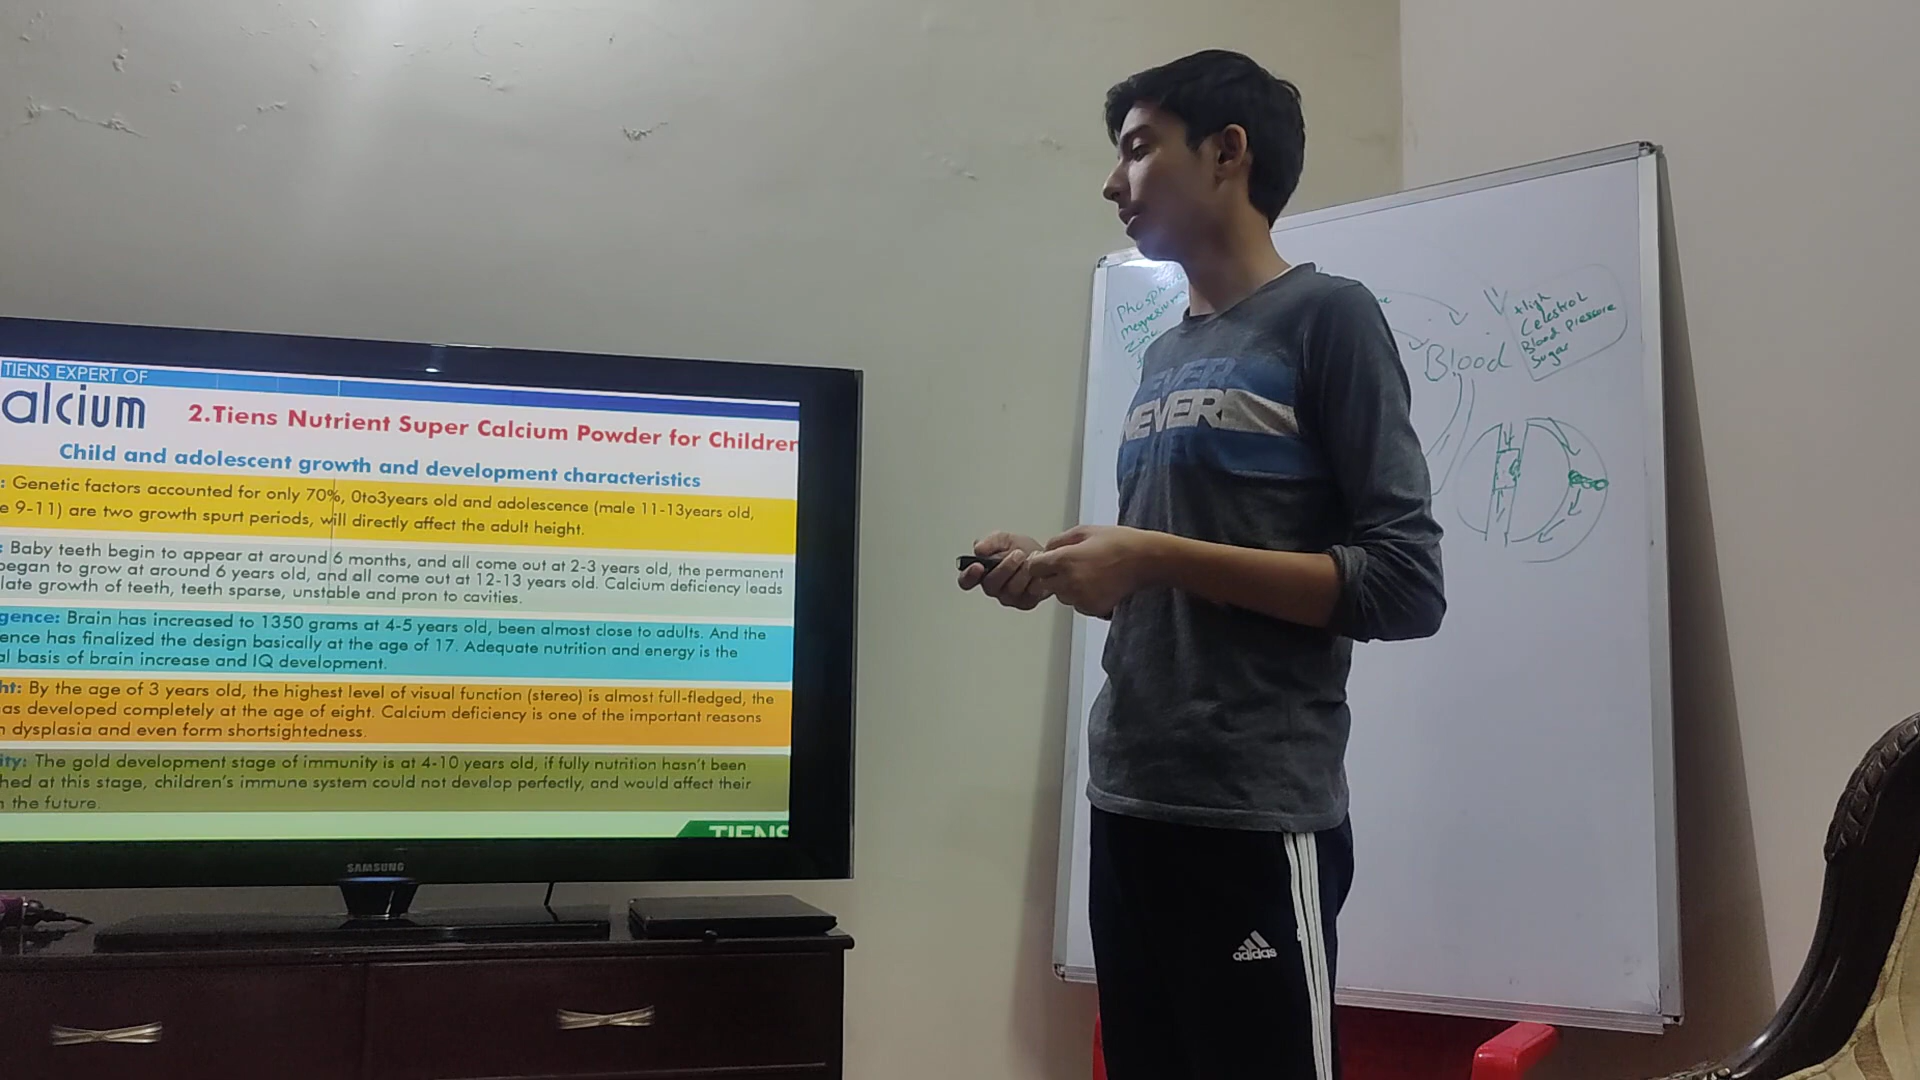 TIENS EXPERT OF
alcium
2.Tiens Nutrient Super Calcium Powder for Children
Child and adolescent growth and development characteristics
: Genetic factors accounted for only 70%, 0to3years old and adolescence (male 11-13years old,
e 9-11) are two growth spurt periods, will directly affect the adult height.
: Baby teeth begin to appear at around 6 months, and all come out at 2-3 years old, the permanent
began to grow at around 6 years old, and all come out at 12-13 years old. Calcium deficiency leads
late growth of teeth, teeth sparse, unstable and pron to cavities.
gence: Brain has increased to 1350 grams at 4-5 years old, been almost close to adults. And the
ence has finalized the design basically at the age of 17. Adequate nutrition and energy is the
al basis of brain increase and IQ development.
ht: By the age of 3 years old, the highest level of visual function (stereo) is almost full-fledged, the
as developed completely at the age of eight. Calcium deficiency is one of the important reasons
n dysplasia and even form shortsightedness.
ity: The gold development stage of immunity is at 4-10 years old, if fully nutrition hasn't been
hed at this stage, children's immune system could not develop perfectly, and would affect their
n the future.
TIENS
SAMSUNG
EVER
NEVER
adidas
megnesium
Zinc
Blood
High
Celestrol
Blood pressure
Sugar